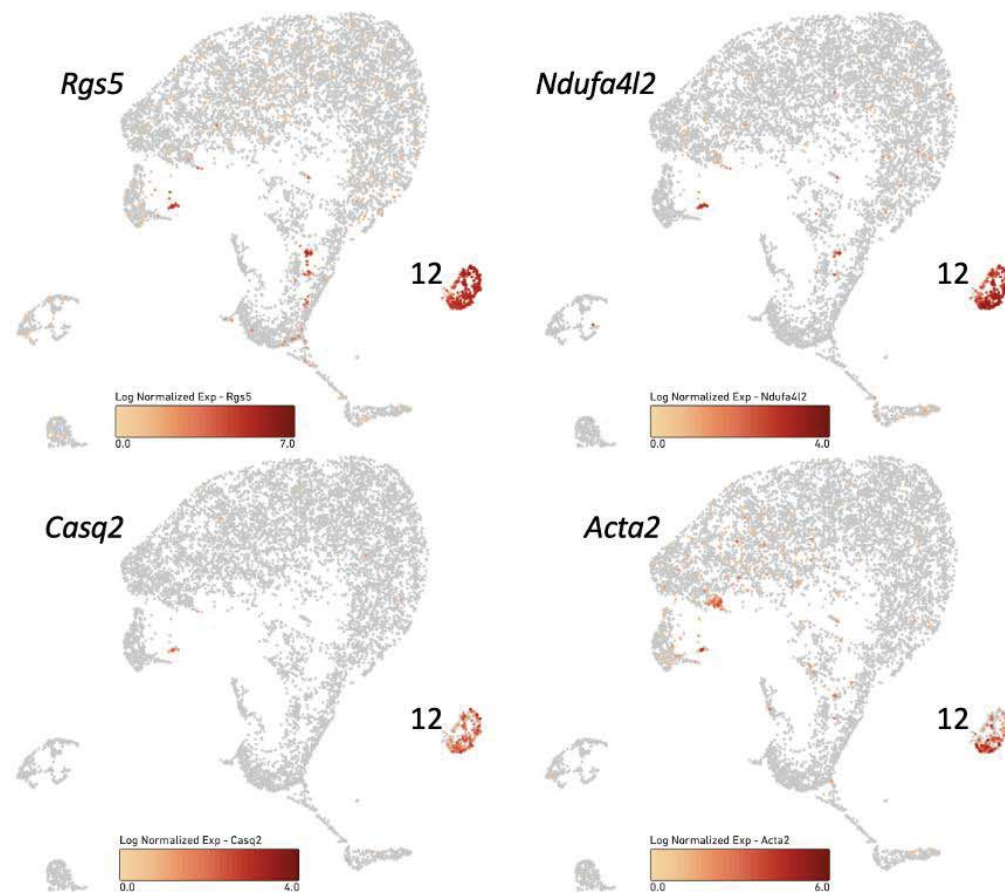 Rgs5
Ndufa4l2
12
12
Log Normalized Exp - Rgs5
0.0
7.0
Log Normalized Exp - Ndufa4l2
0.0
4.0
Casq2
Acta2
12
12
Log Normalized Exp - Casq2
0.0
4.0
Log Normalized Exp - Acta2
0.0
6.0